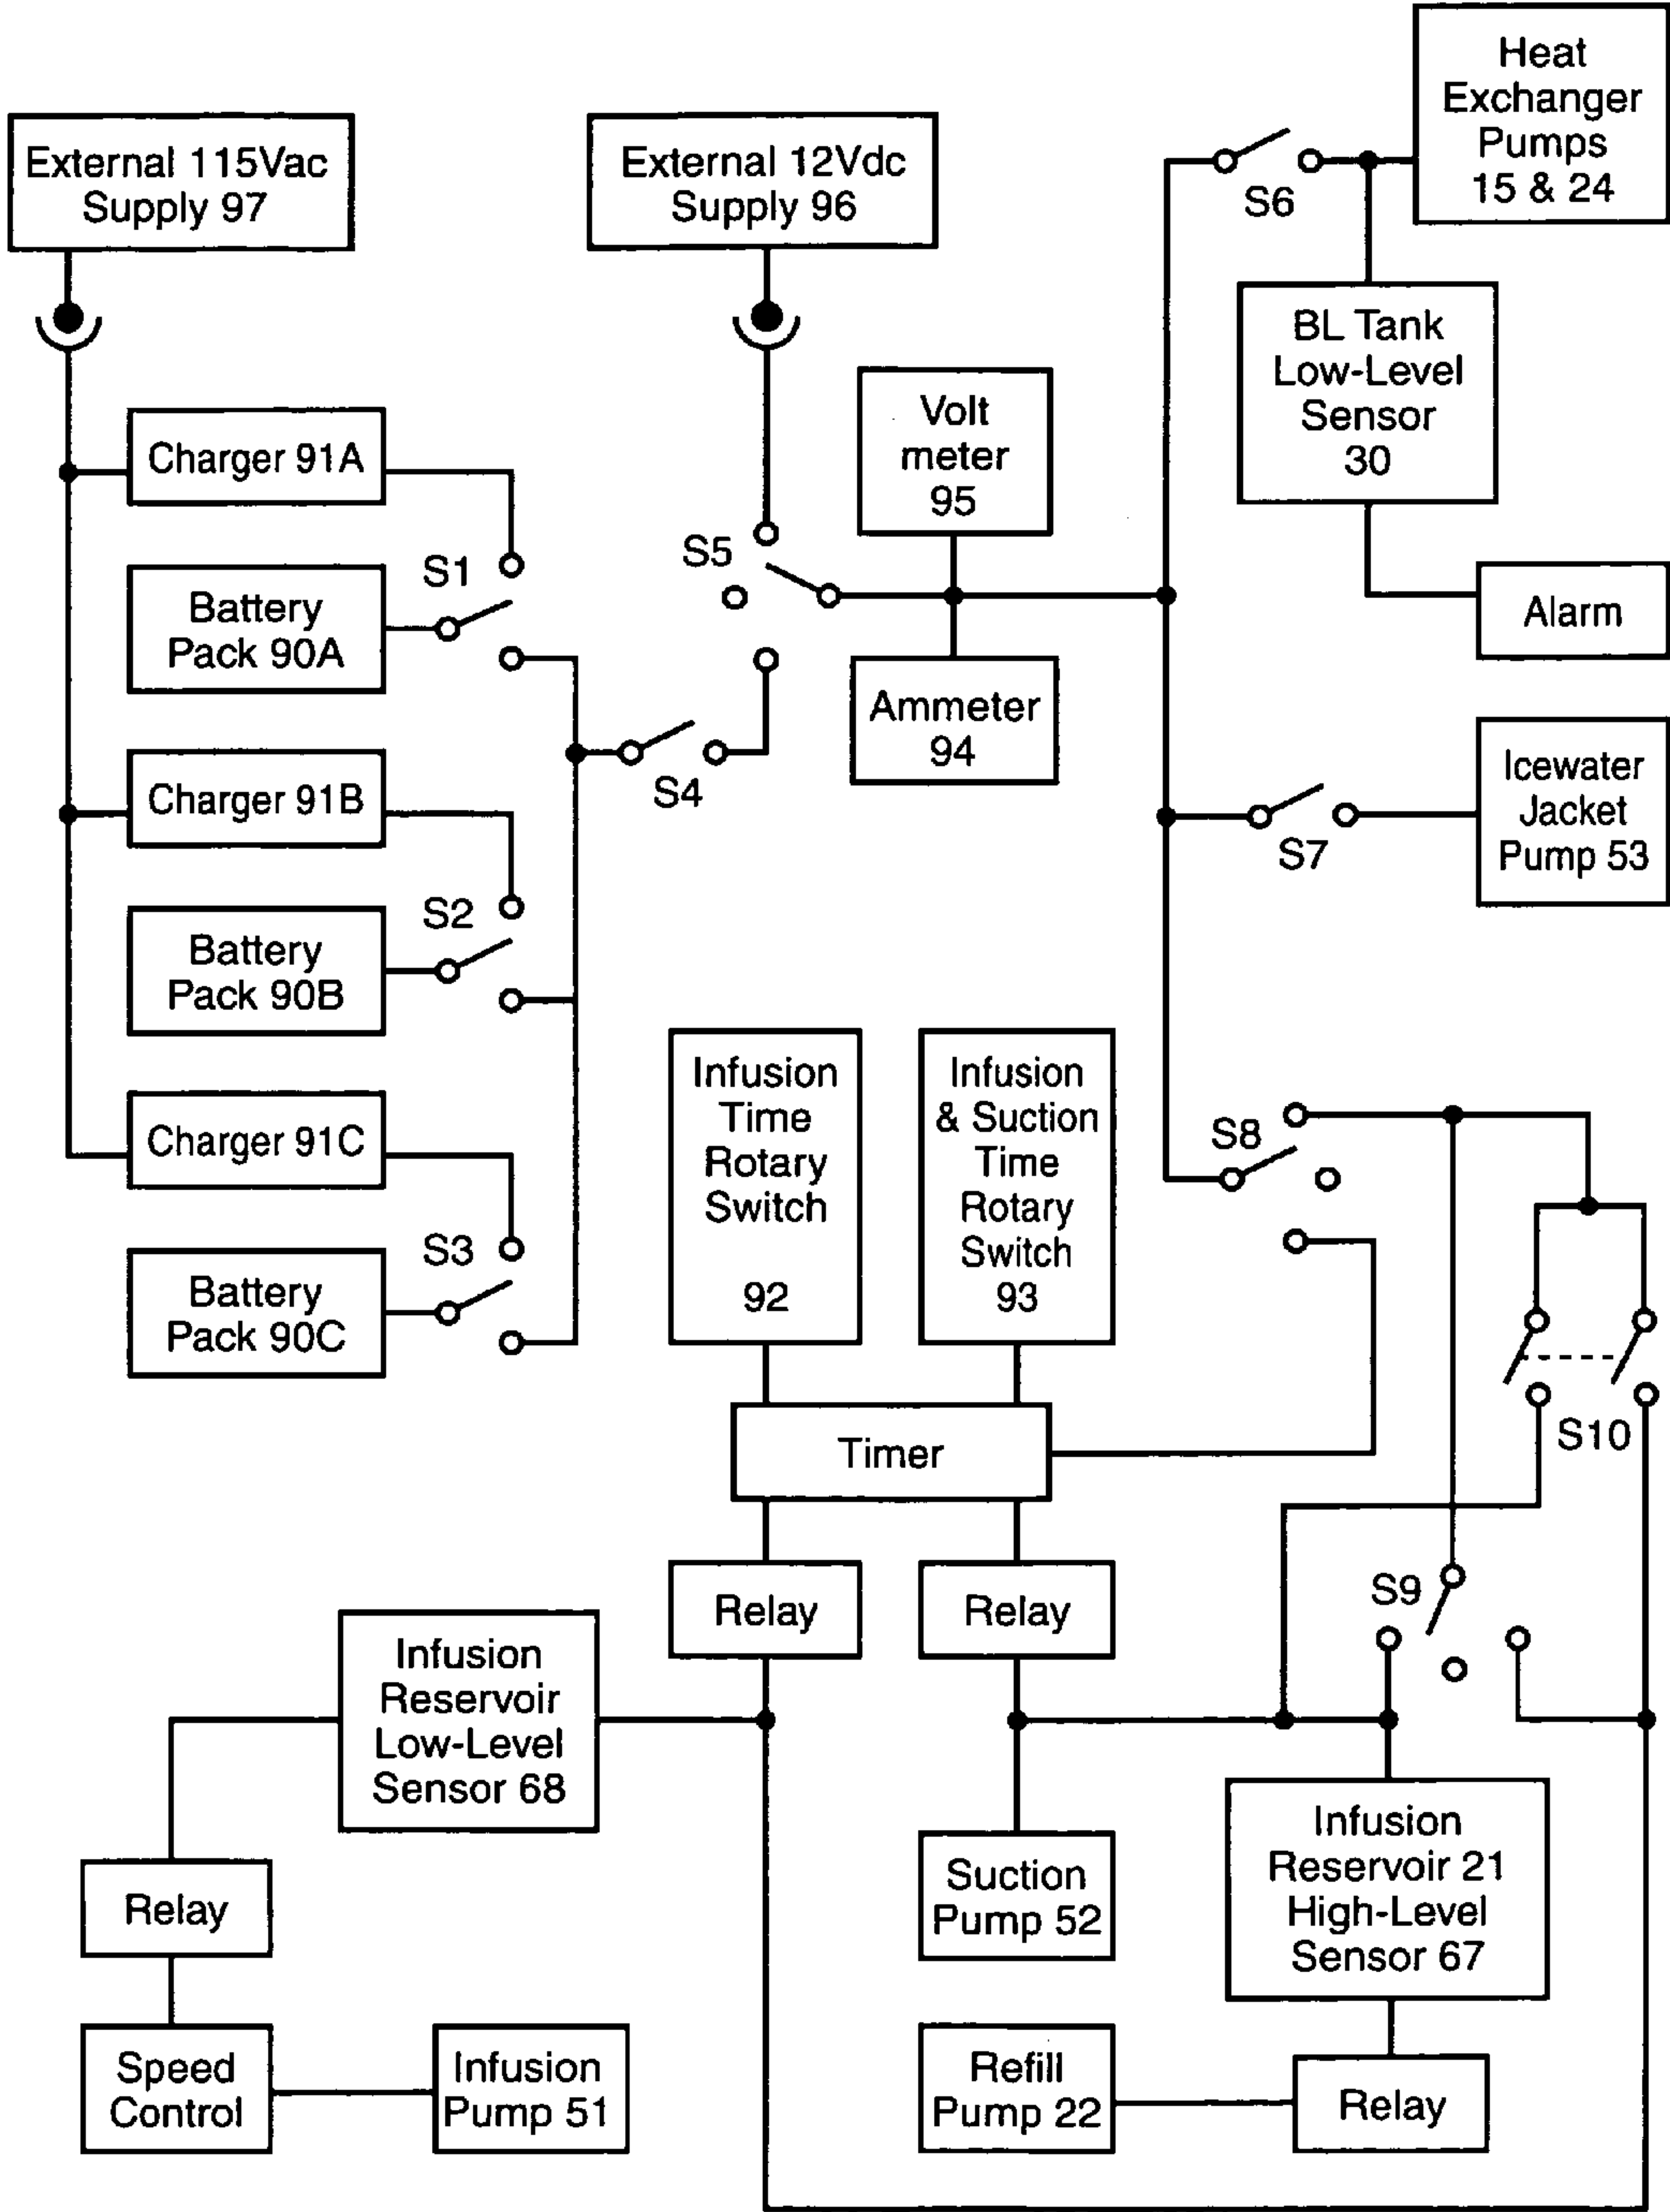 External 115Vac
Supply 97
External 12Vdc
Supply 96
Heat
Exchanger
Pumps
15 & 24
S6
BL Tank
Low-Level
Sensor
30
Alarm
Volt
meter
95
Ammeter
94
S5
S4
Charger 91A
S1
Battery
Pack 90A
Charger 91B
S2
Battery
Pack 90B
Charger 91C
S3
Battery
Pack 90C
Icewater
Jacket
Pump 53
S7
Infusion
Time
Rotary
Switch
92
Infusion
& Suction
Time
Rotary
Switch
93
S8
S10
Timer
Relay
Relay
S9
Infusion
Reservoir
Low-Level
Sensor 68
Relay
Speed
Control
Infusion
Pump 51
Suction
Pump 52
Infusion
Reservoir 21
High-Level
Sensor 67
Refill
Pump 22
Relay